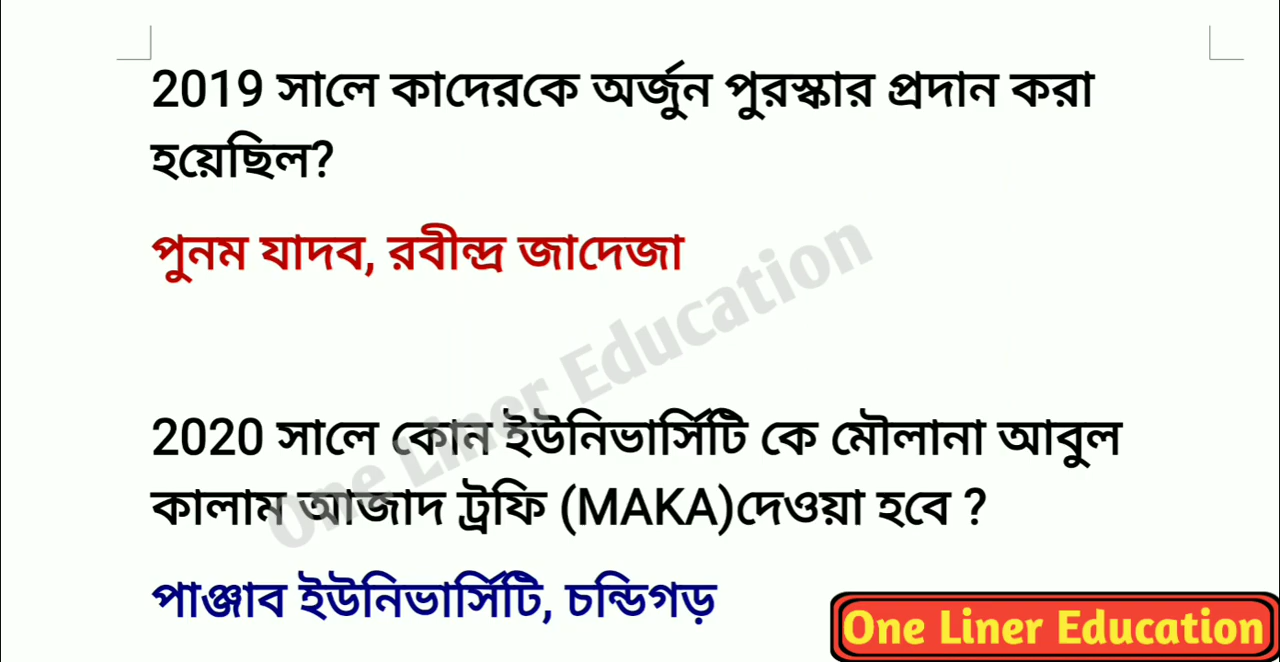 2019 সালে কাদেরকে অর্জুন পুরস্কার প্রদান করা
হয়েছিল?
পুনম যাদব, রবীন্দ্র জাদেজা
One Liner Education
2020 সালে কোন ইউনিভার্সিটি কে মৌলানা আবুল
কালাম আজাদ ট্রফি (MAKA)দেওয়া হবে ?
পাঞ্জাব ইউনিভার্সিটি, চন্ডিগড়
One Liner Education